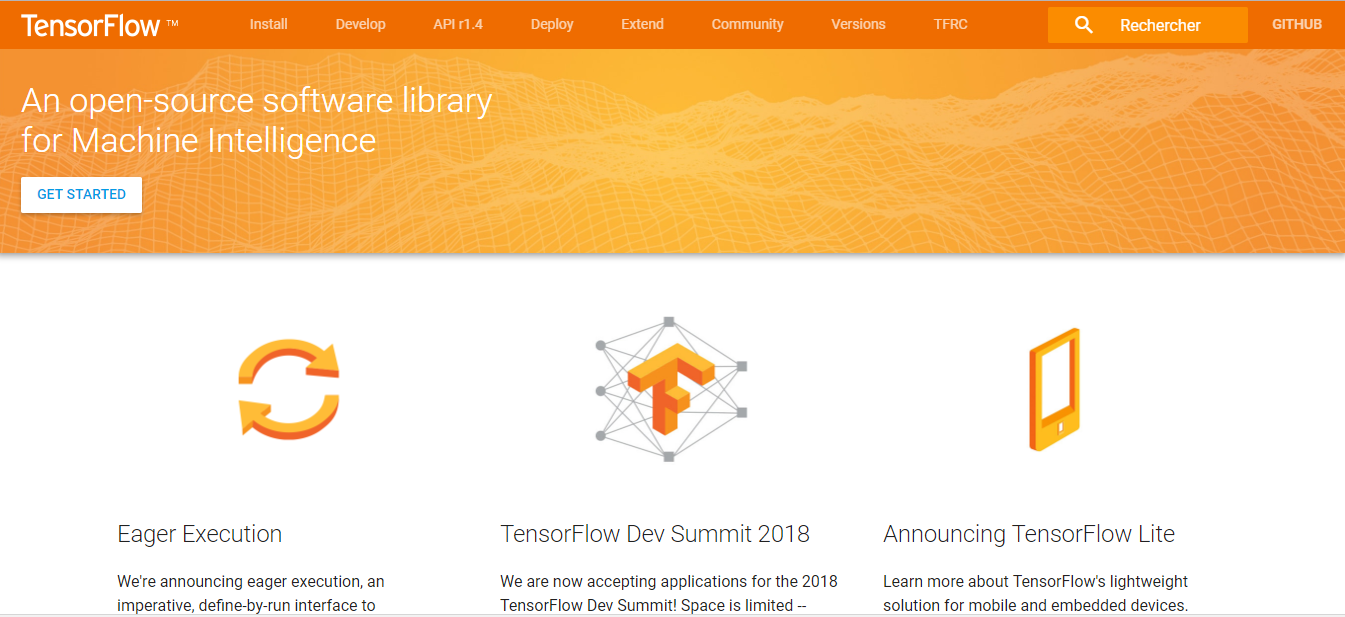 TensorFlow ™
Install
Develop
API r1.4
Deploy
Extend
Community
Versions
TFRC
Rechercher
GITHUB
An open-source software library
for Machine Intelligence
GET STARTED
Eager Execution
We're announcing eager execution, an
imperative, define-by-run interface to
TensorFlow Dev Summit 2018
We are now accepting applications for the 2018
TensorFlow Dev Summit! Space is limited --
Announcing TensorFlow Lite
Learn more about TensorFlow's lightweight
solution for mobile and embedded devices.